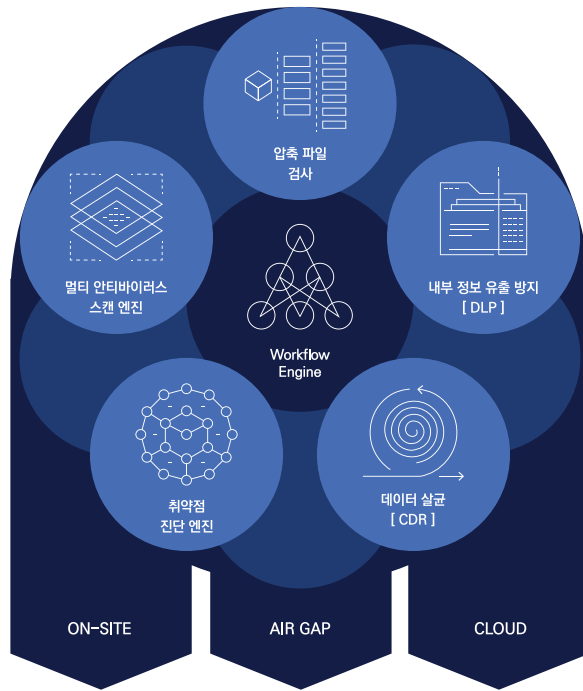 압축 파일
검사
멀티 안티바이러스
스캔 엔진
내부 정보 유출 방지
[ DLP ]
Workflow
Engine
취약점
진단 엔진
데이터 살균
[ CDR ]
ON-SITE
AIR GAP
CLOUD